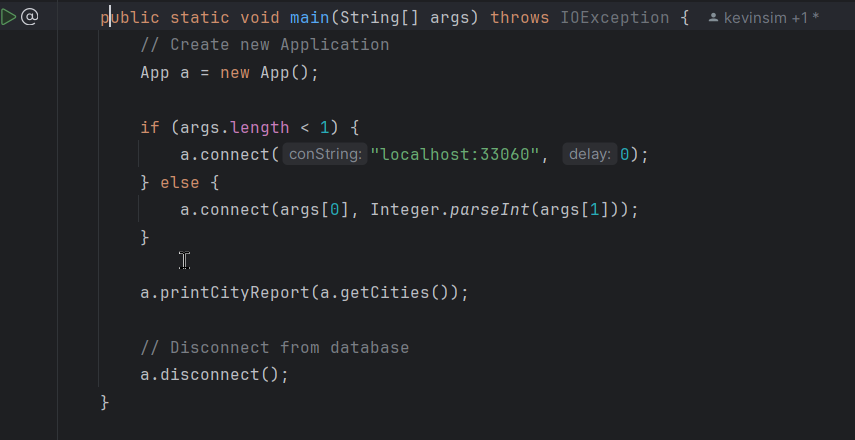 @ public static void main(String[] args) throws IOException { kevinsim +1 *
// Create new Application
App a = new App();
if (args.length < 1) {
a.connect( conString: "localhost:33060", delay: 0);
} else {
a.connect(args[0], Integer.parseInt(args[1]));
}
a.printCityReport(a.getCities());
// Disconnect from database
a.disconnect();
}